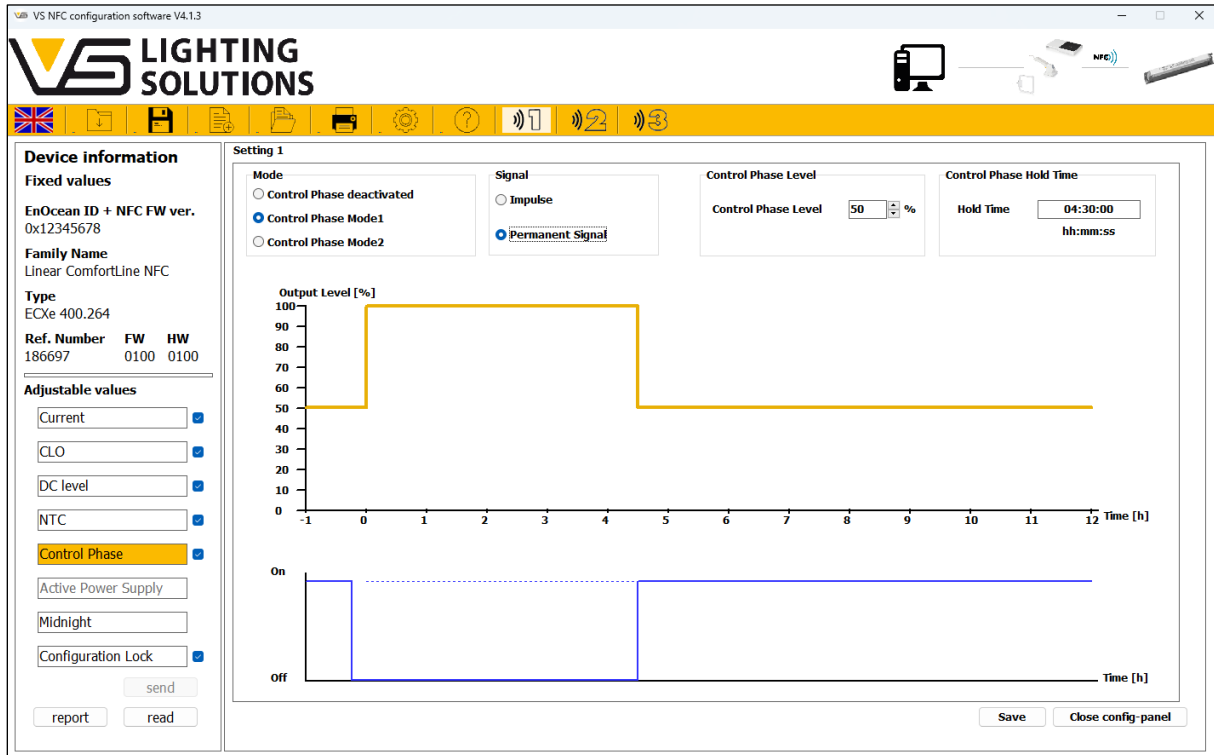 VS NFC configuration software V4.1.3
VS LIGHTING
SOLUTIONS
NFC
1 2 3
Device information
Fixed values
EnOcean ID + NFC FW ver.
0x12345678
Family Name
Linear ComfortLine NFC
Type
ECXe 400.264
Ref. Number FW HW
186697 0100 0100
Adjustable values
Current
CLO
DC level
NTC
Control Phase
Active Power Supply
Midnight
Configuration Lock
send
report read
Setting 1
Mode
Control Phase deactivated
Control Phase Mode1
Control Phase Mode2
Signal
Impulse
Permanent Signal
Control Phase Level
Control Phase Level 50 %
Control Phase Hold Time
Hold Time 04:30:00
hh:mm:ss
Output Level [%]
100
90
80
70
60
50
40
30
20
10
0
-1 0 1 2 3 4 5 6 7 8 9 10 11 12 Time [h]
On
Off Time [h]
Save Close config-panel